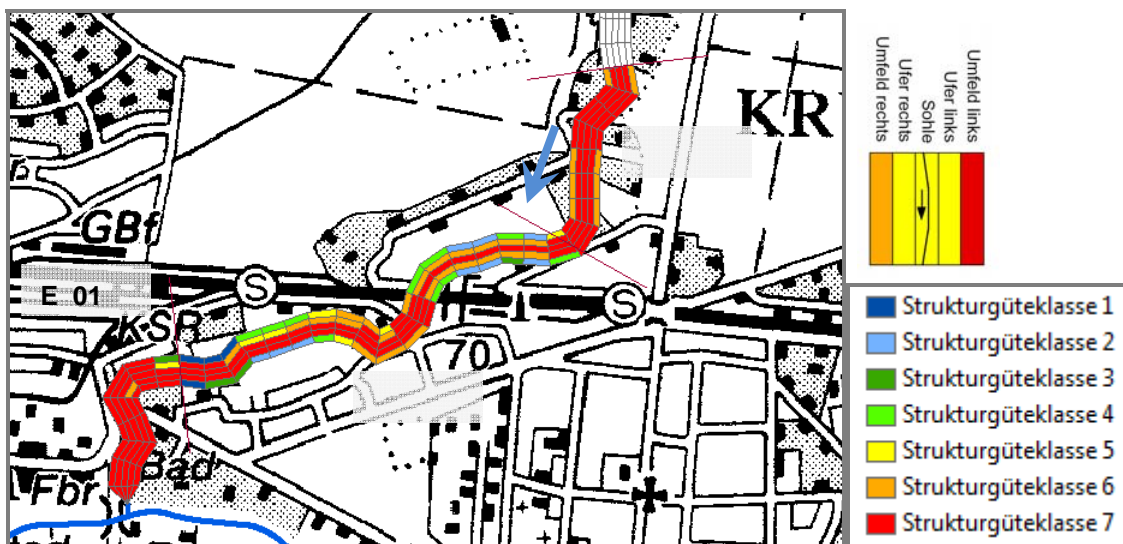 KR
GBf
E 01
S
S
K-SP
70
Bad
Fbr
Umfeld rechts
Ufer rechts
Sohle
Ufer links
Umfeld links
Strukturgüteklasse 1
Strukturgüteklasse 2
Strukturgüteklasse 3
Strukturgüteklasse 4
Strukturgüteklasse 5
Strukturgüteklasse 6
Strukturgüteklasse 7